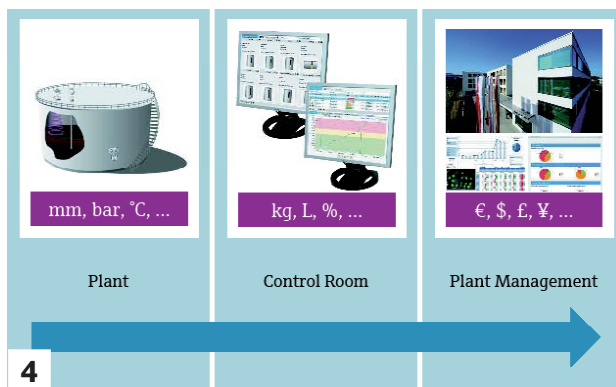 mm, bar, °C, ...
kg, L, %, ...
€, $, £, ¥, ...
Plant
Control Room
Plant Management
4